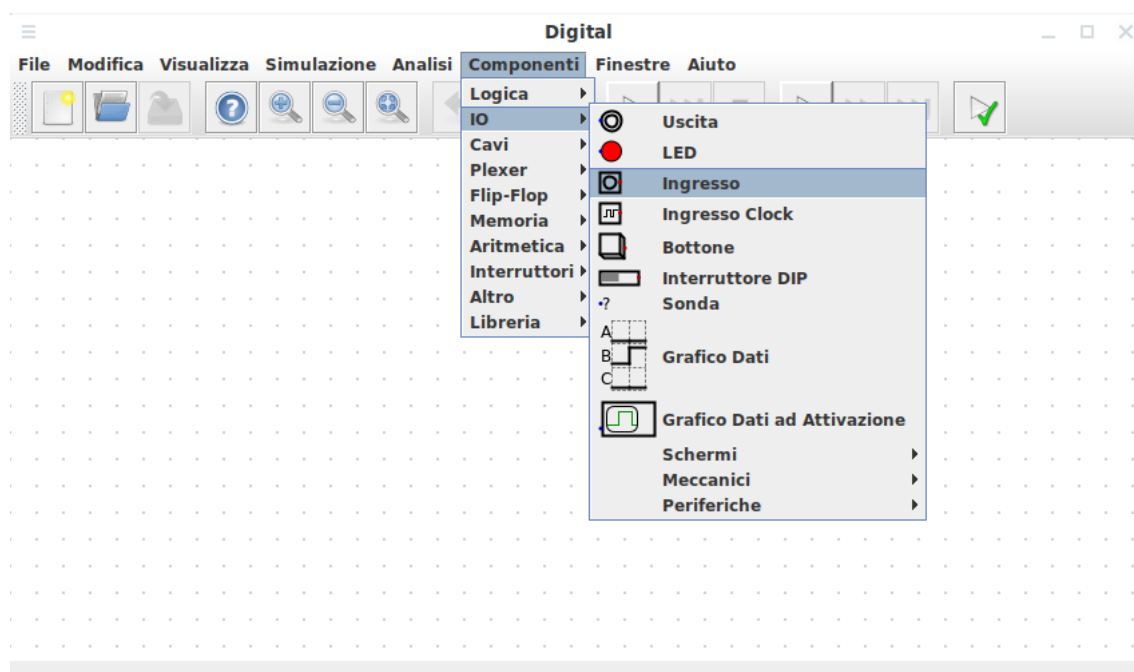 Digital
File Modifica Visualizza Simulazione Analisi Componenti Finestre Aiuto
Logica
IO
Cavi
Plexer
Flip-Flop
Memoria
Aritmetica
Interruttori
Altro
Libreria
Uscita
LED
Ingresso
Ingresso Clock
Bottone
Interruttore DIP
? Sonda
A
B Grafico Dati
C
Grafico Dati ad Attivazione
Schermi
Meccanici
Periferiche